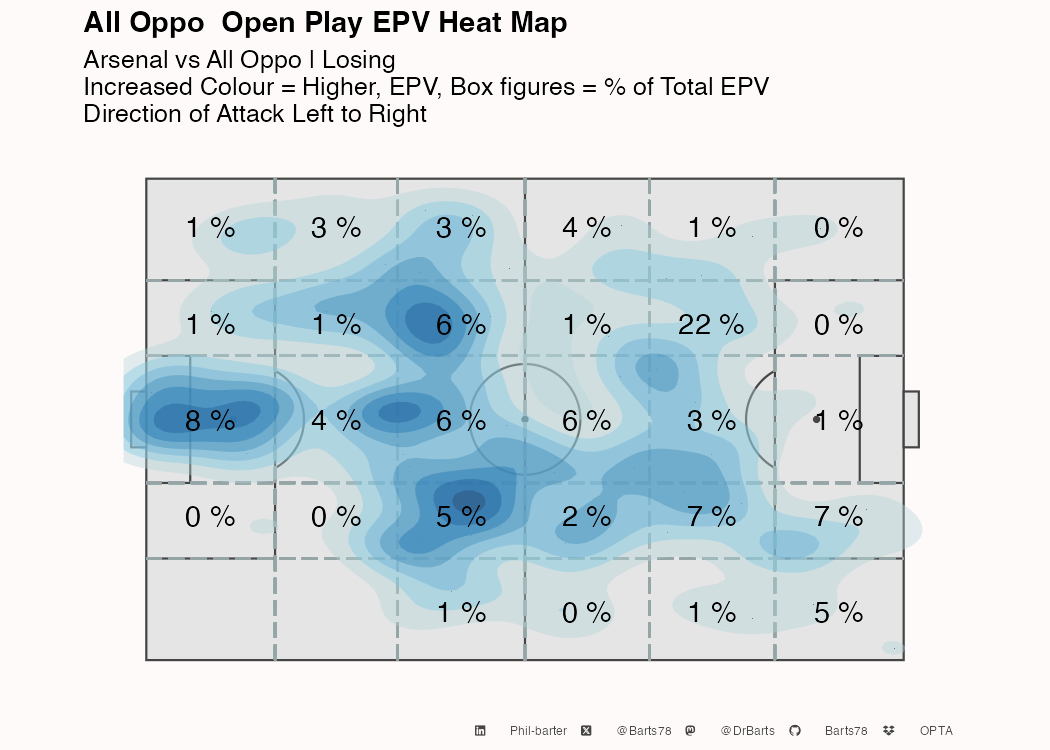 All Oppo  Open Play EPV Heat Map
Arsenal vs All Oppo | Losing
Increased Colour = Higher, EPV, Box figures = % of Total EPV
Direction of Attack Left to Right
1 % 3 % 3 % 4 % 1 % 0 %
1 % 1 % 6 % 1 % 22 % 0 %
8 % 4 % 6 % 6 % 3 % 1 %
0 % 0 % 5 % 2 % 7 % 7 %
1 % 0 % 1 % 5 %
Phil-barter @Barts78 @DrBarts Barts78 OPTA